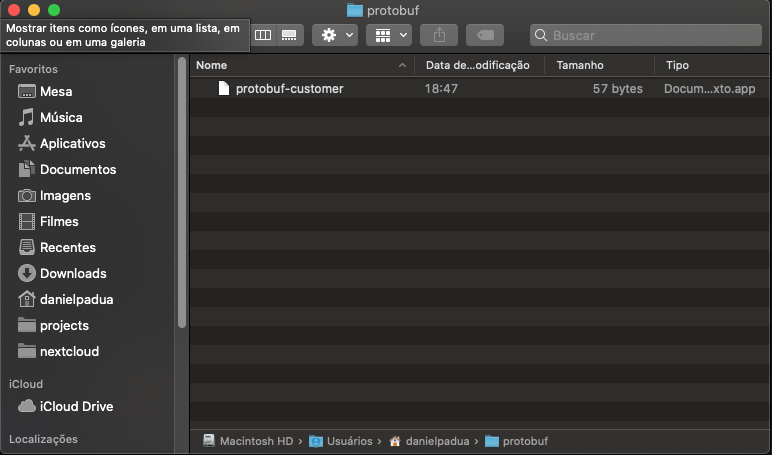 protobuf
Mostrar itens como ícones, em uma lista, em
colunas ou em uma galeria
Buscar
Favoritos
Mesa
Música
Aplicativos
Documentos
Imagens
Filmes
Recentes
Downloads
danielpadua
projects
nextcloud
iCloud
iCloud Drive
Localizações
Nome Data de...odificação Tamanho Tipo
protobuf-customer 18:47 57 bytes Docum...xto.app
Macintosh HD › Usuários › danielpadua › protobuf